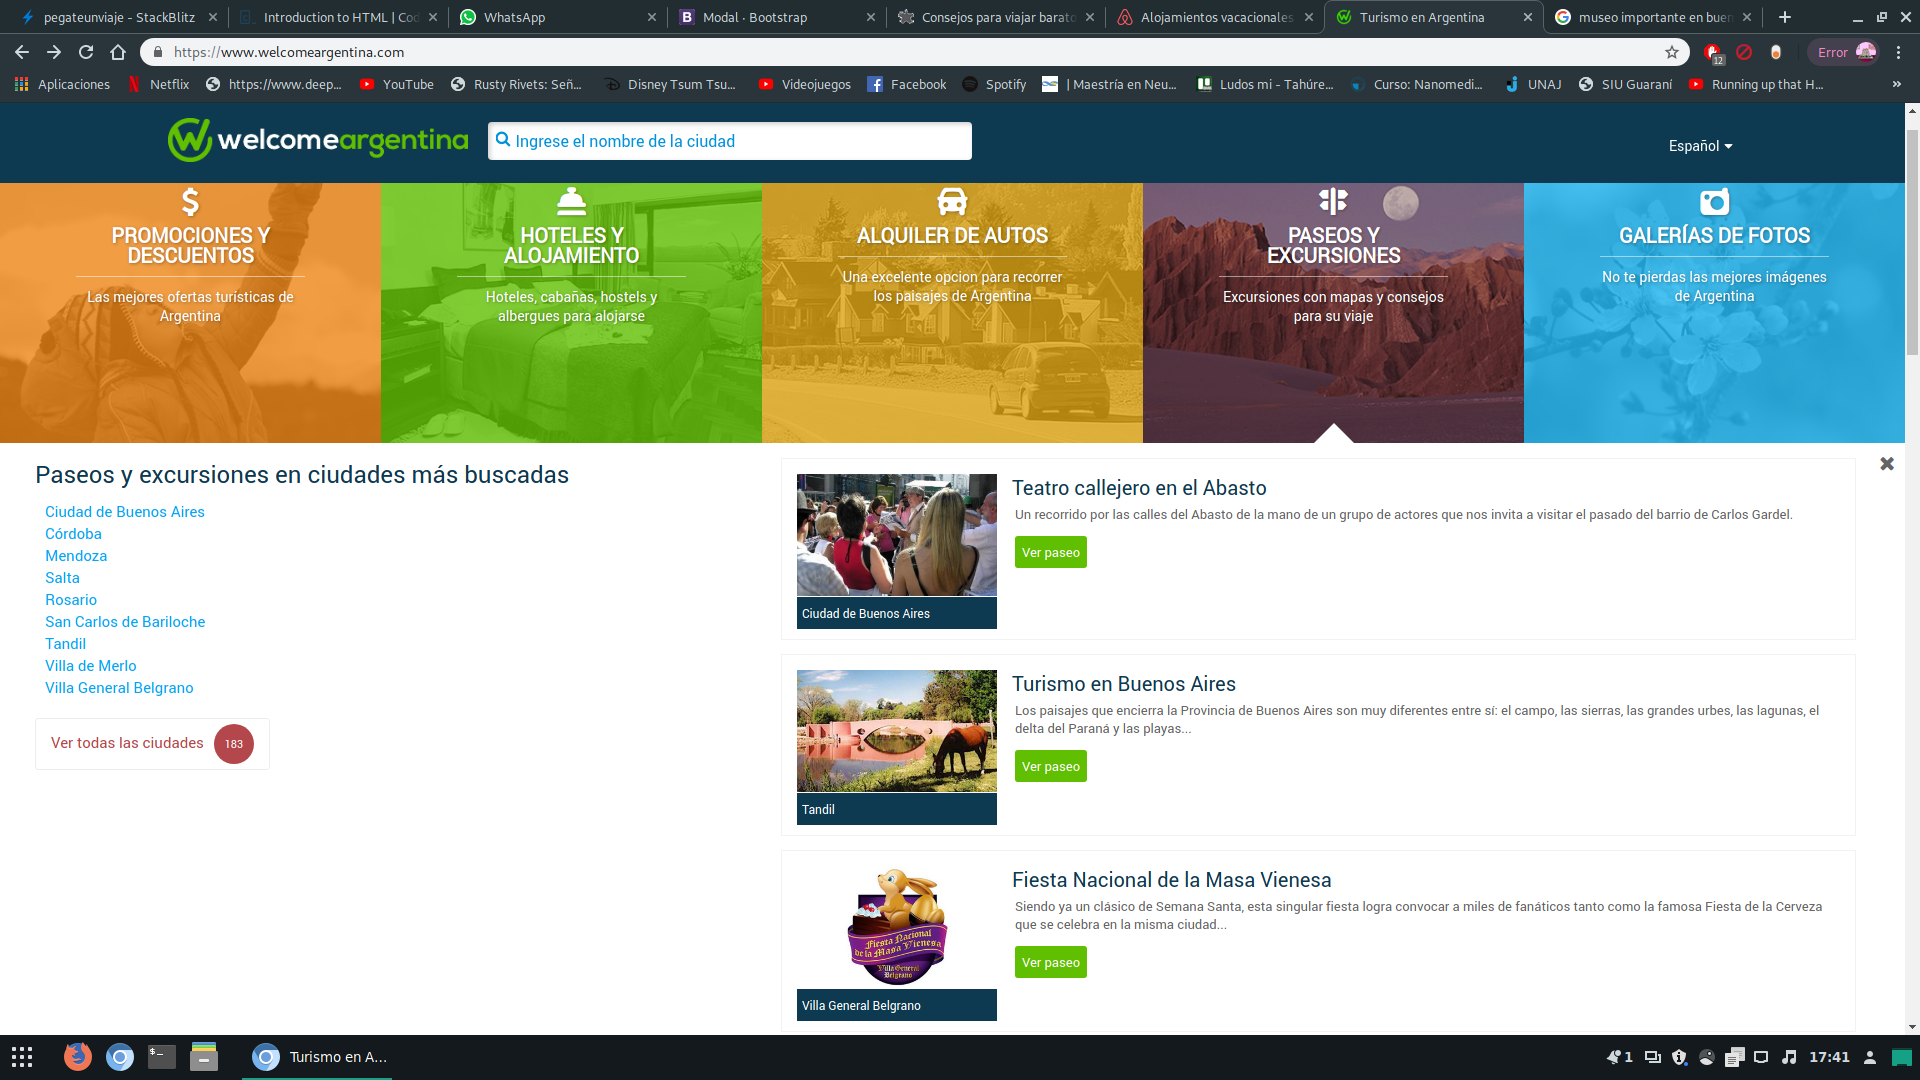 pegateunviaje - StackBlitz
Introduction to HTML | Cod
WhatsApp
Modal · Bootstrap
Consejos para viajar barato
Alojamientos vacacionales
Turismo en Argentina
museo importante en buen
https://www.welcomeargentina.com
12
Error
Aplicaciones
Netflix
https://www.deep...
YouTube
Rusty Rivets: Señ...
Disney Tsum Tsu...
Videojuegos
Facebook
Spotify
| Maestría en Neu...
Ludos mi - Tahúre...
Curso: Nanomedi...
UNAJ
SIU Guaraní
Running up that H...
»
welcomeargentina
Ingrese el nombre de la ciudad
Español
PROMOCIONES Y
DESCUENTOS
Las mejores ofertas turísticas de
Argentina
HOTELES Y
ALOJAMIENTO
Hoteles, cabañas, hostels y
albergues para alojarse
ALQUILER DE AUTOS
Una excelente opcion para recorrer
los paisajes de Argentina
PASEOS Y
EXCURSIONES
Excursiones con mapas y consejos
para su viaje
GALERÍAS DE FOTOS
No te pierdas las mejores imágenes
de Argentina
Paseos y excursiones en ciudades más buscadas
Ciudad de Buenos Aires
Córdoba
Mendoza
Salta
Rosario
San Carlos de Bariloche
Tandil
Villa de Merlo
Villa General Belgrano
Ver todas las ciudades 183
Teatro callejero en el Abasto
Un recorrido por las calles del Abasto de la mano de un grupo de actores que nos invita a visitar el pasado del barrio de Carlos Gardel.
Ver paseo
Ciudad de Buenos Aires
Turismo en Buenos Aires
Los paisajes que encierra la Provincia de Buenos Aires son muy diferentes entre sí: el campo, las sierras, las grandes urbes, las lagunas, el
delta del Paraná y las playas...
Ver paseo
Tandil
Fiesta Nacional de la Masa Vienesa
Siendo ya un clásico de Semana Santa, esta singular fiesta logra convocar a miles de fanáticos tanto como la famosa Fiesta de la Cerveza
que se celebra en la misma ciudad...
Ver paseo
Fiesta Nacional
de la Masa Vienesa
Villa General
Belgrano
Villa General Belgrano
Turismo en A...
1
17:41